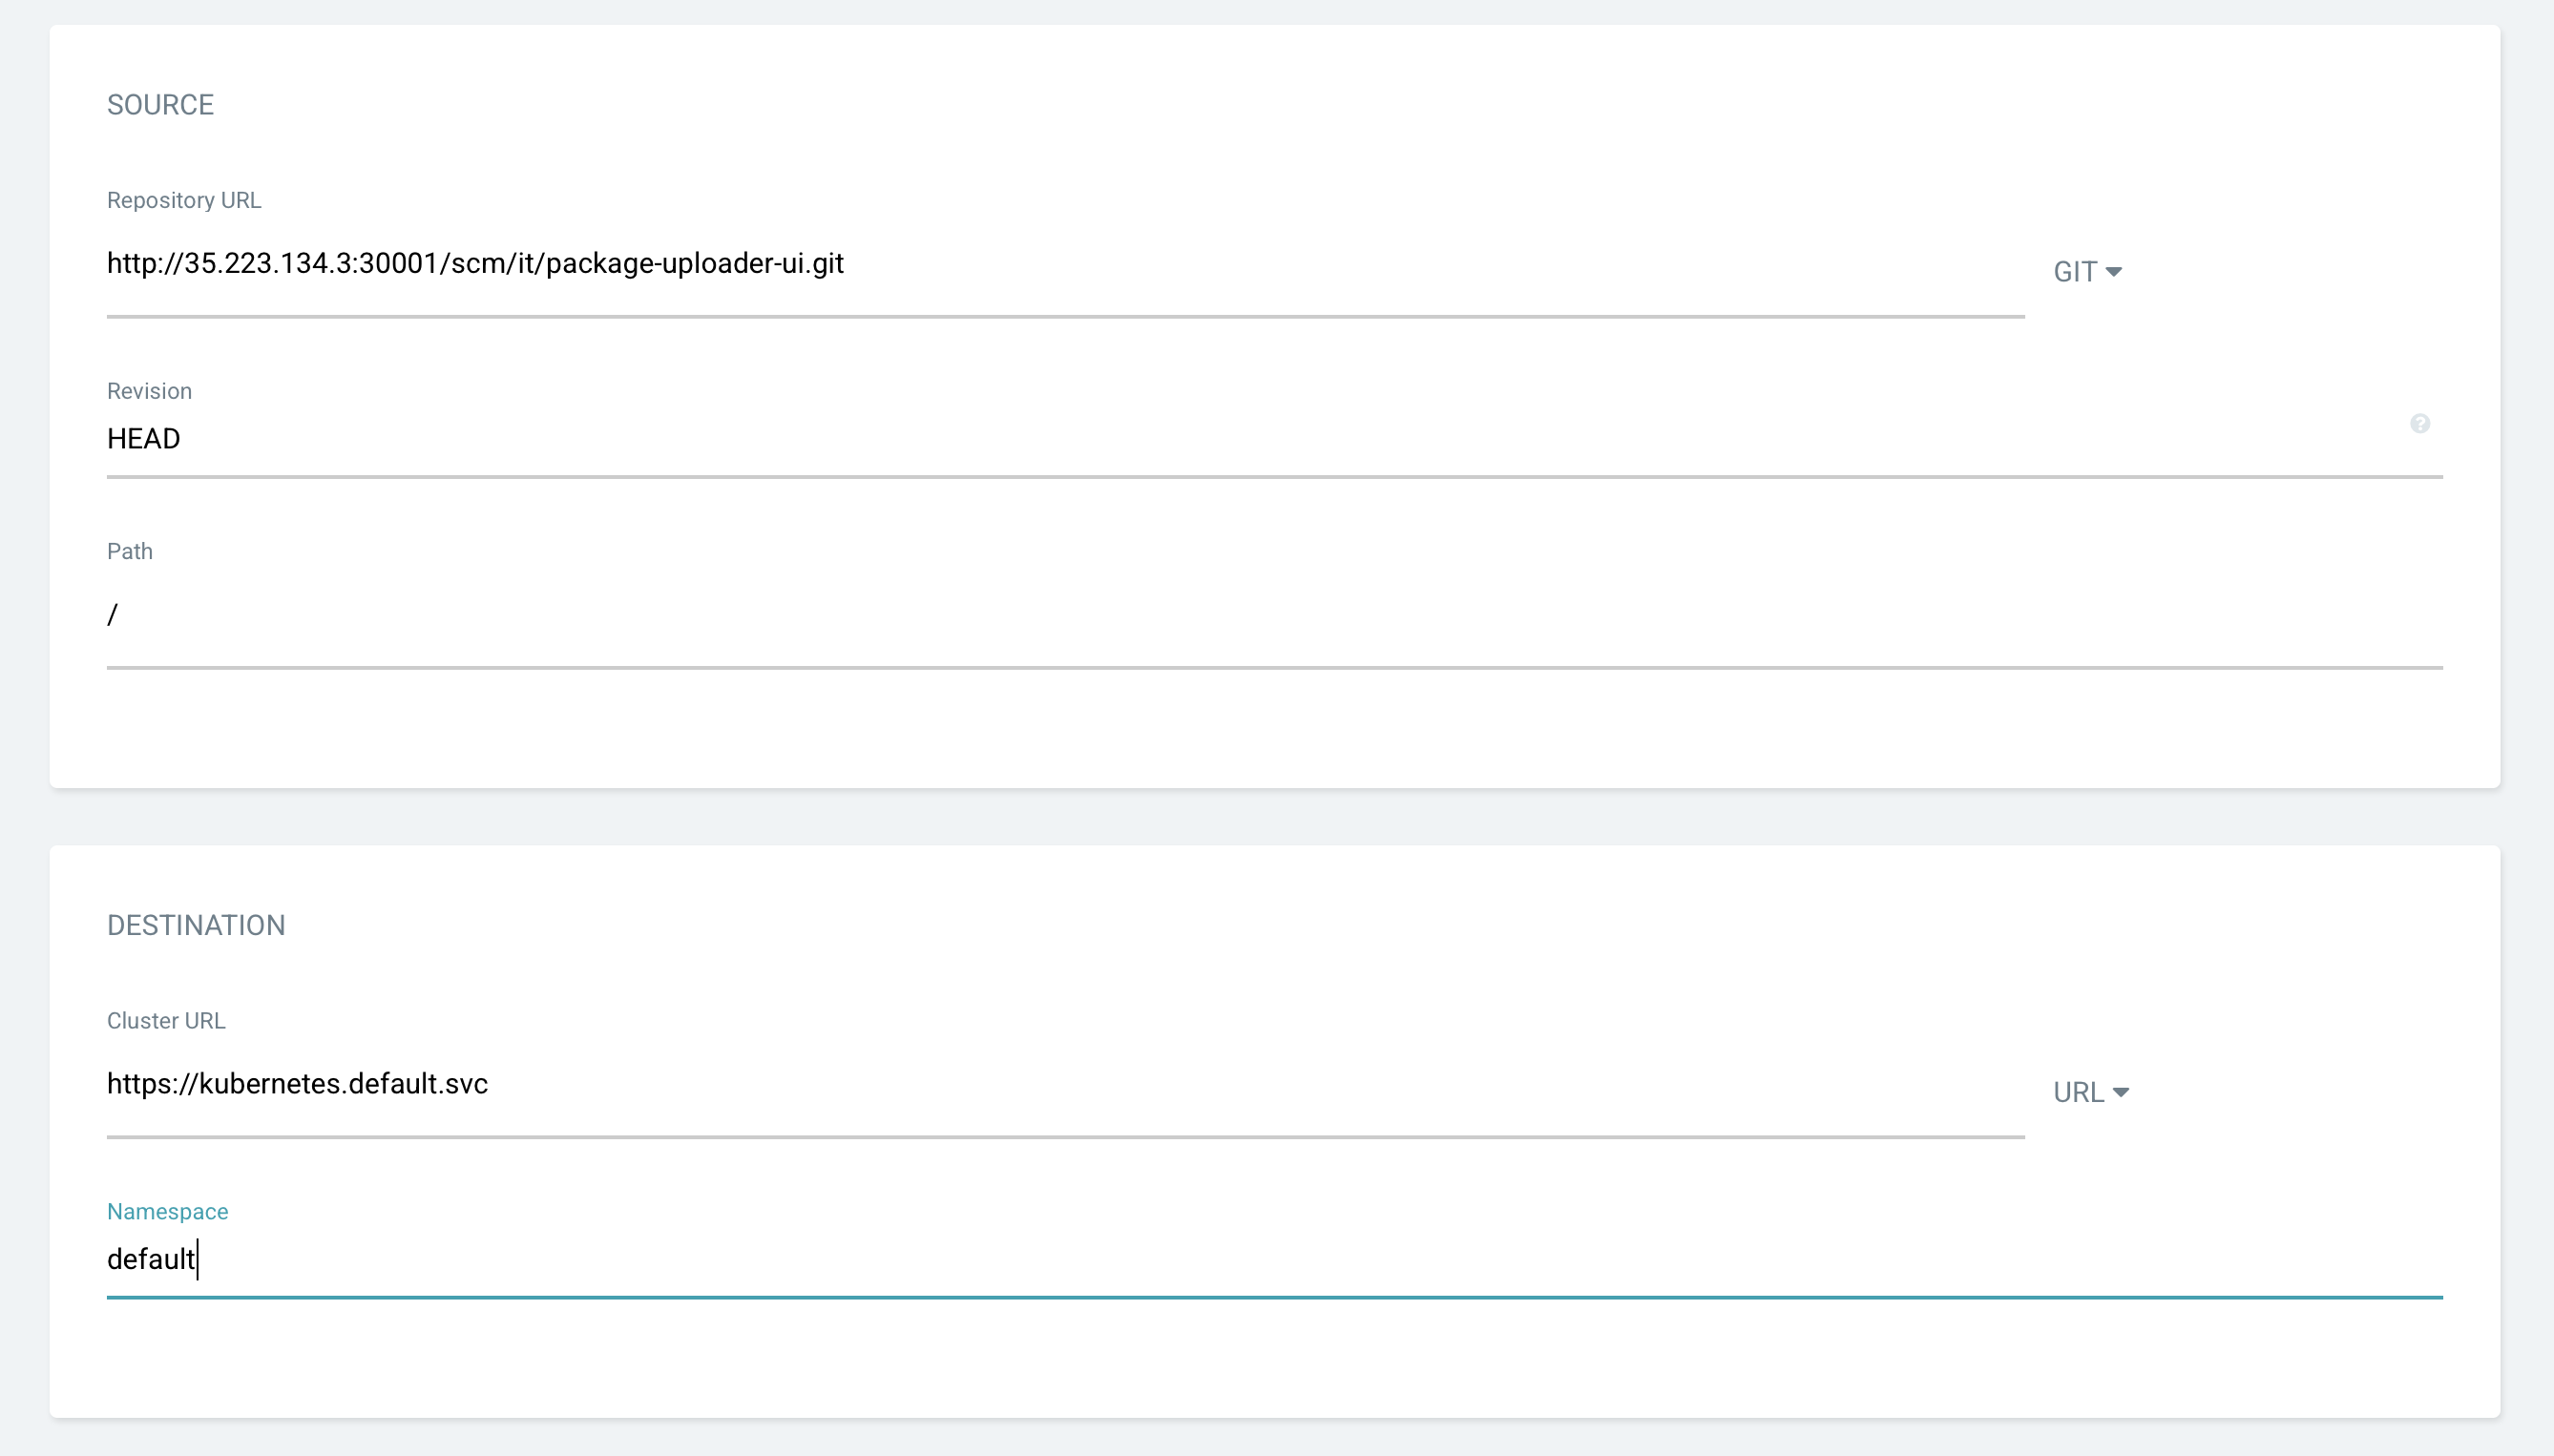 SOURCE
Repository URL
http://35.223.134.3:30001/scm/it/package-uploader-ui.git
GIT
Revision
HEAD
?
Path
/
DESTINATION
Cluster URL
https://kubernetes.default.svc
URL
Namespace
default